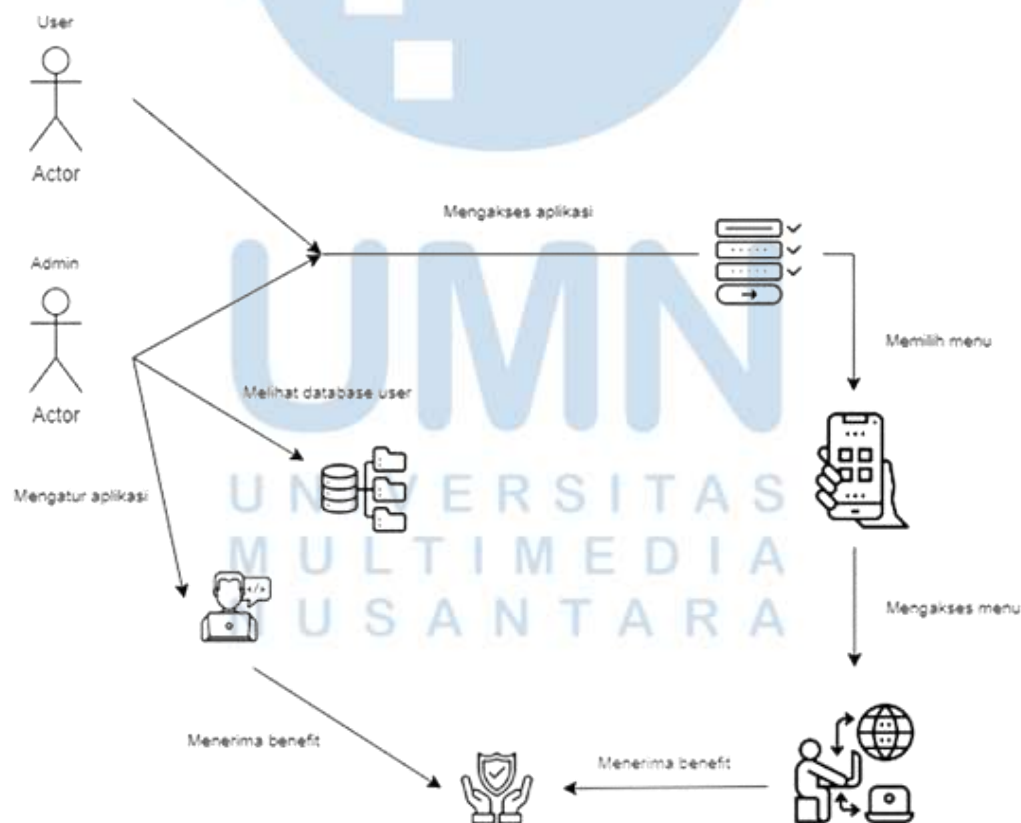 User
Actor
Mengakses aplikasi
Admin
Memilih menu
Actor
Melihat database user
Mengatur aplikasi
Mengakses menu
Menerima benefit
Menerima benefit
UMN
UNIVERSITAS
MULTIMEDIA
NUSANTARA